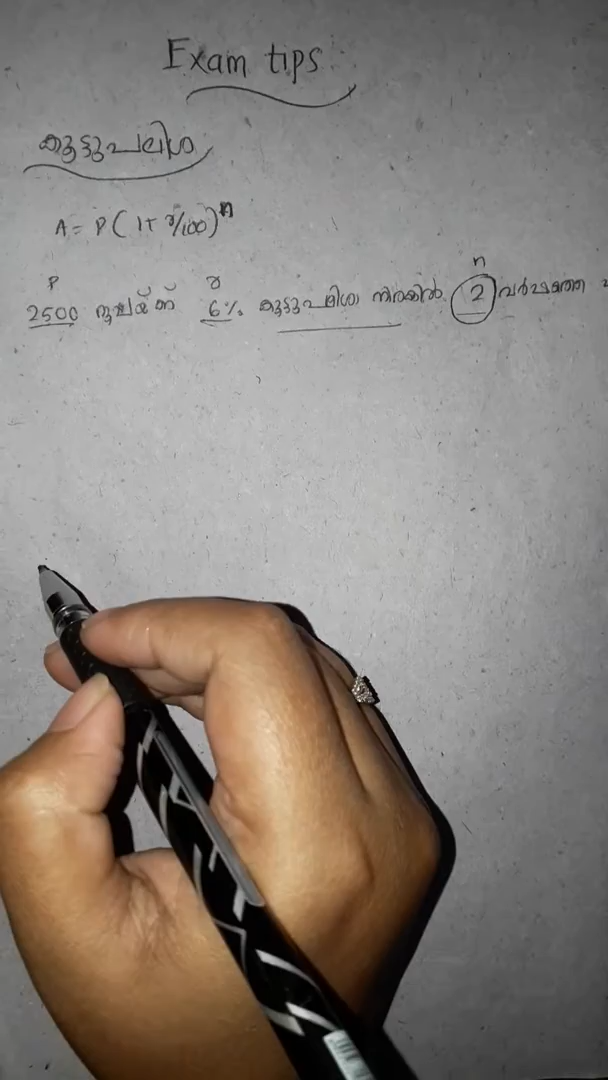 Exam tips
കൂട്ടുപലിശ
A = P ( 1 + r/100)ⁿ
P r n
2500 രൂപയ്ക്ക് 6% കൂട്ടുപലിശ നിരക്കിൽ 2 വർഷത്തെ